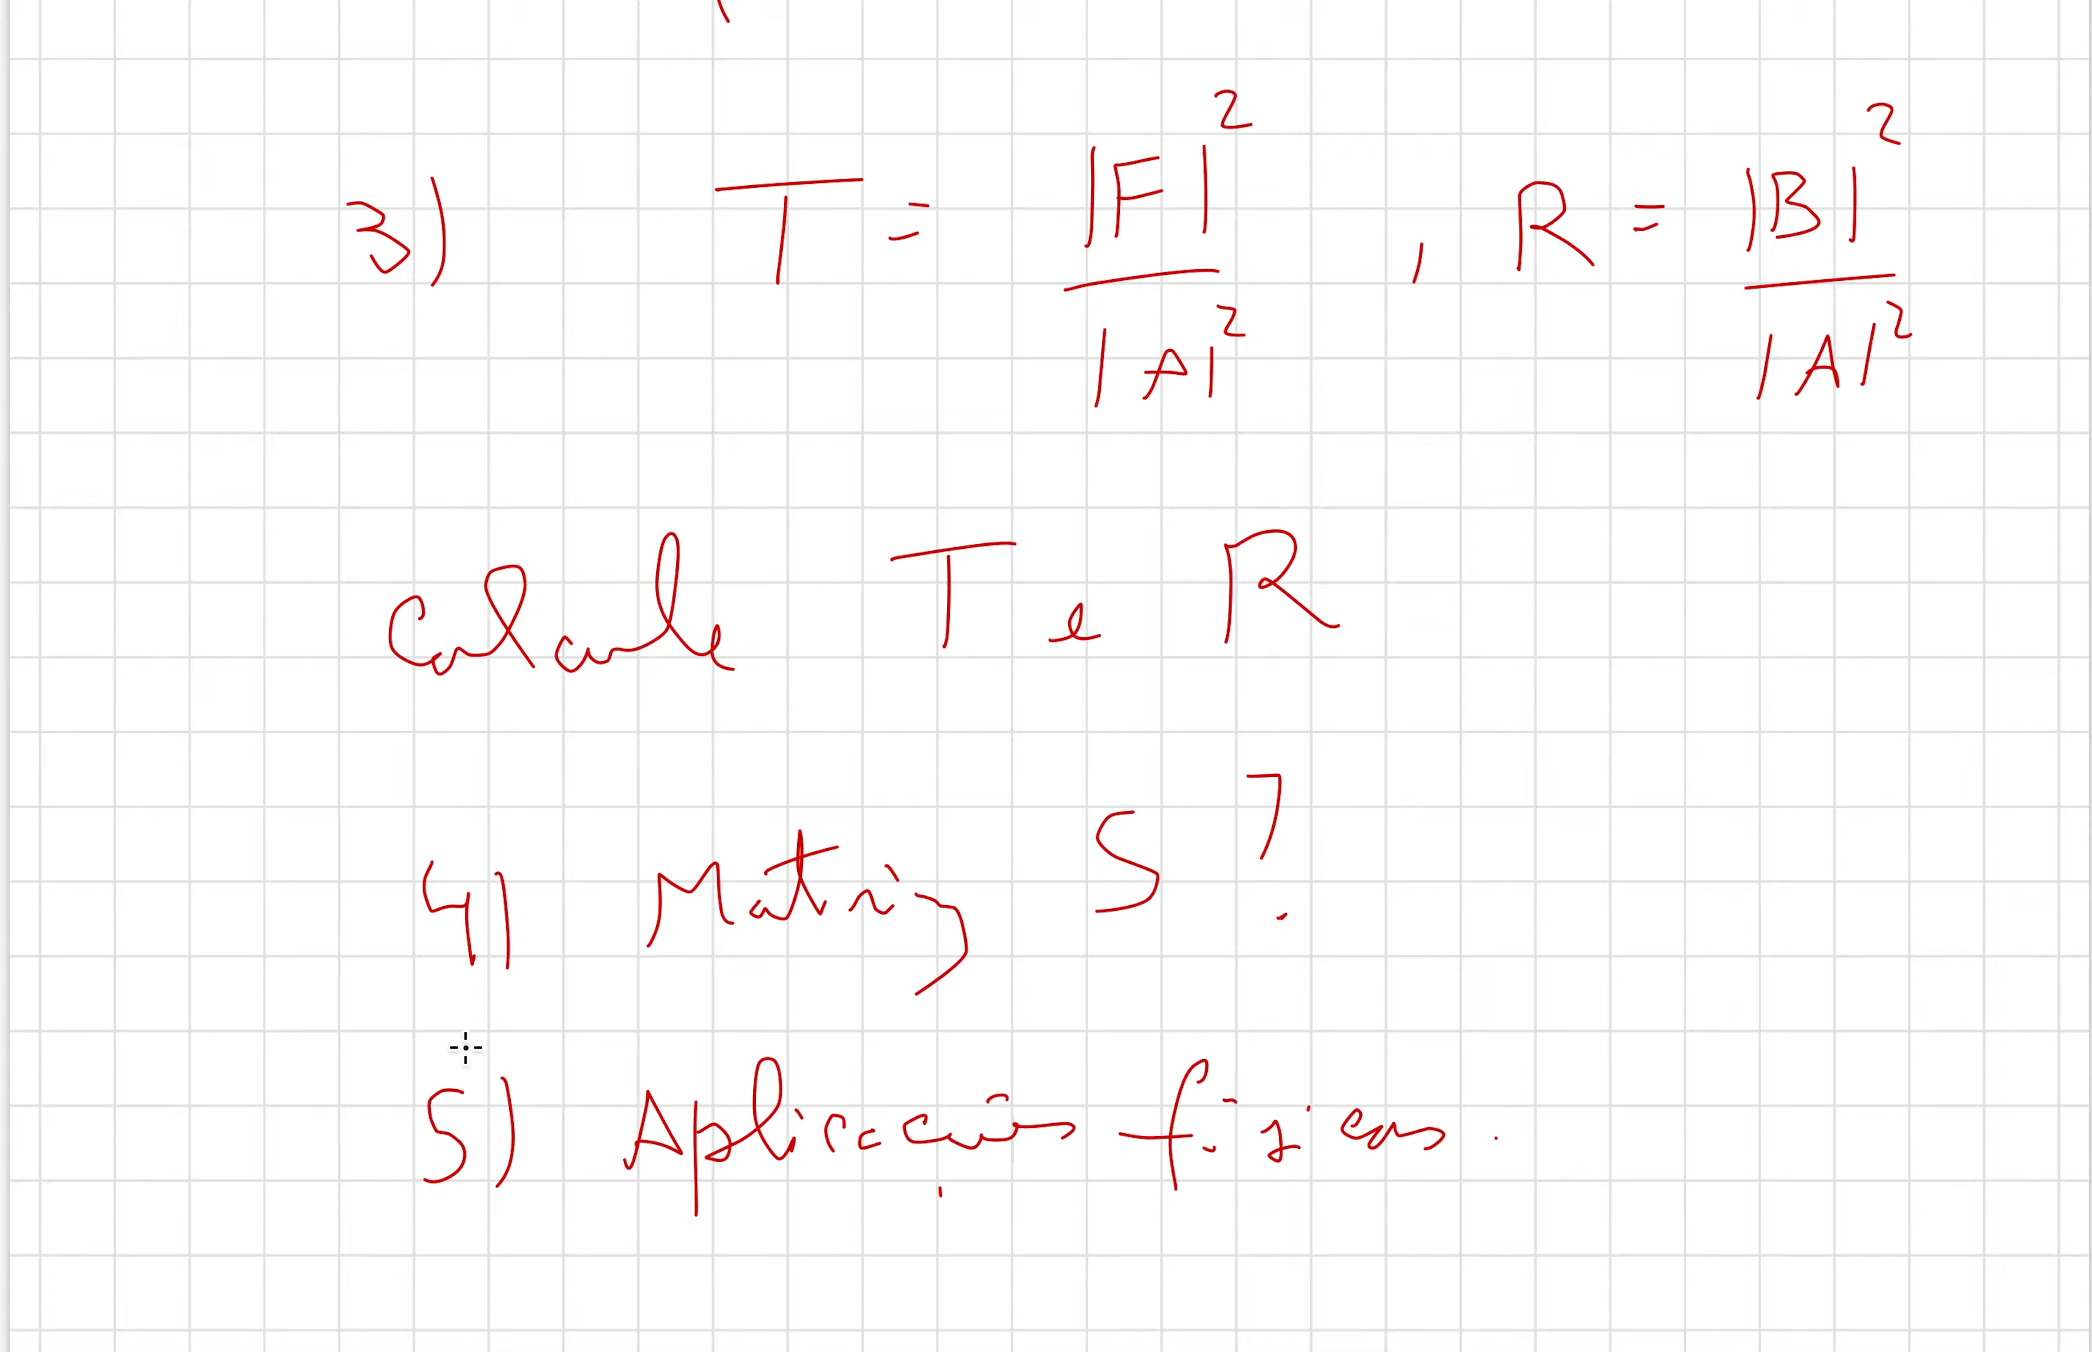 3) T = |F|² / |A|² , R = |B|² / |A|²
Calcule T e R
4) Matriz S ?
5) Aplicações físicas.